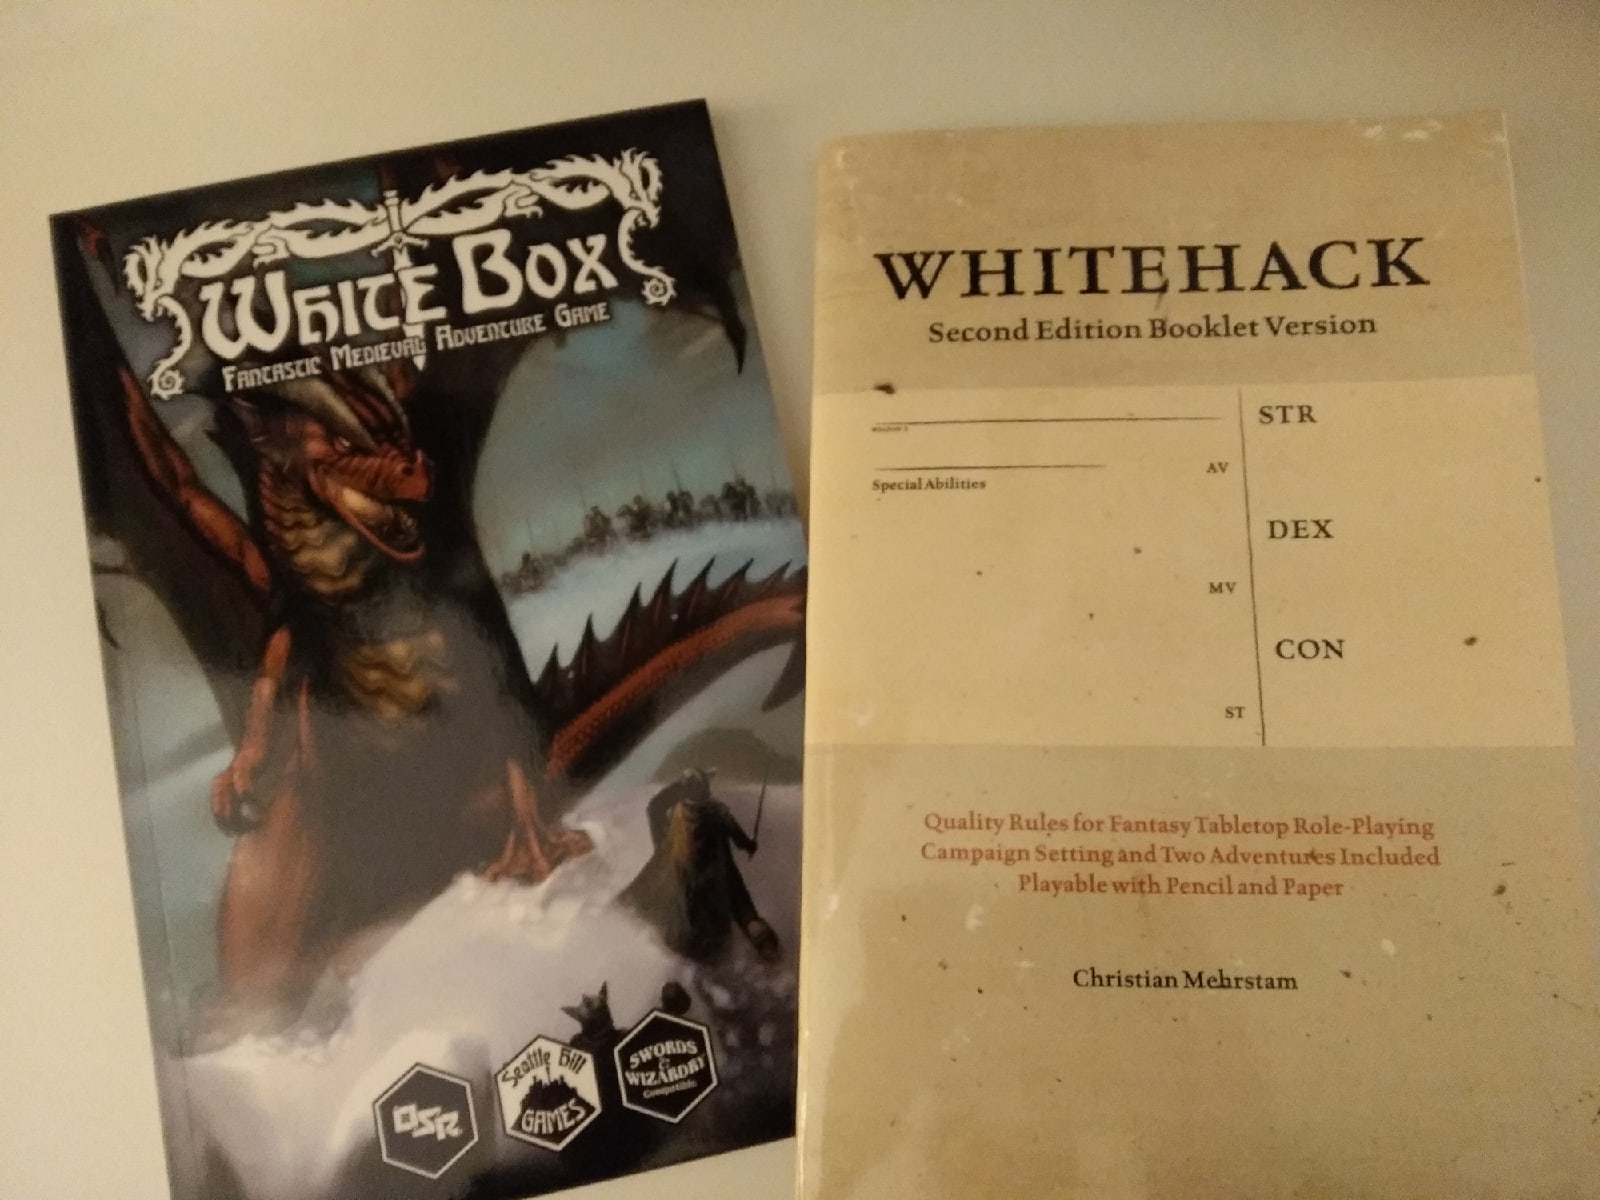 White Box
Fantastic Medieval Adventure Game
OSR
Seattle Hill
GAMES
SWORDS
&
WIZARDRY
Compatible
WHITEHACK
Second Edition Booklet Version
STR
AV
Special Abilities
DEX
MV
CON
ST
Quality Rules for Fantasy Tabletop Role-Playing
Campaign Setting and Two Adventures Included
Playable with Pencil and Paper
Christian Mehrstam